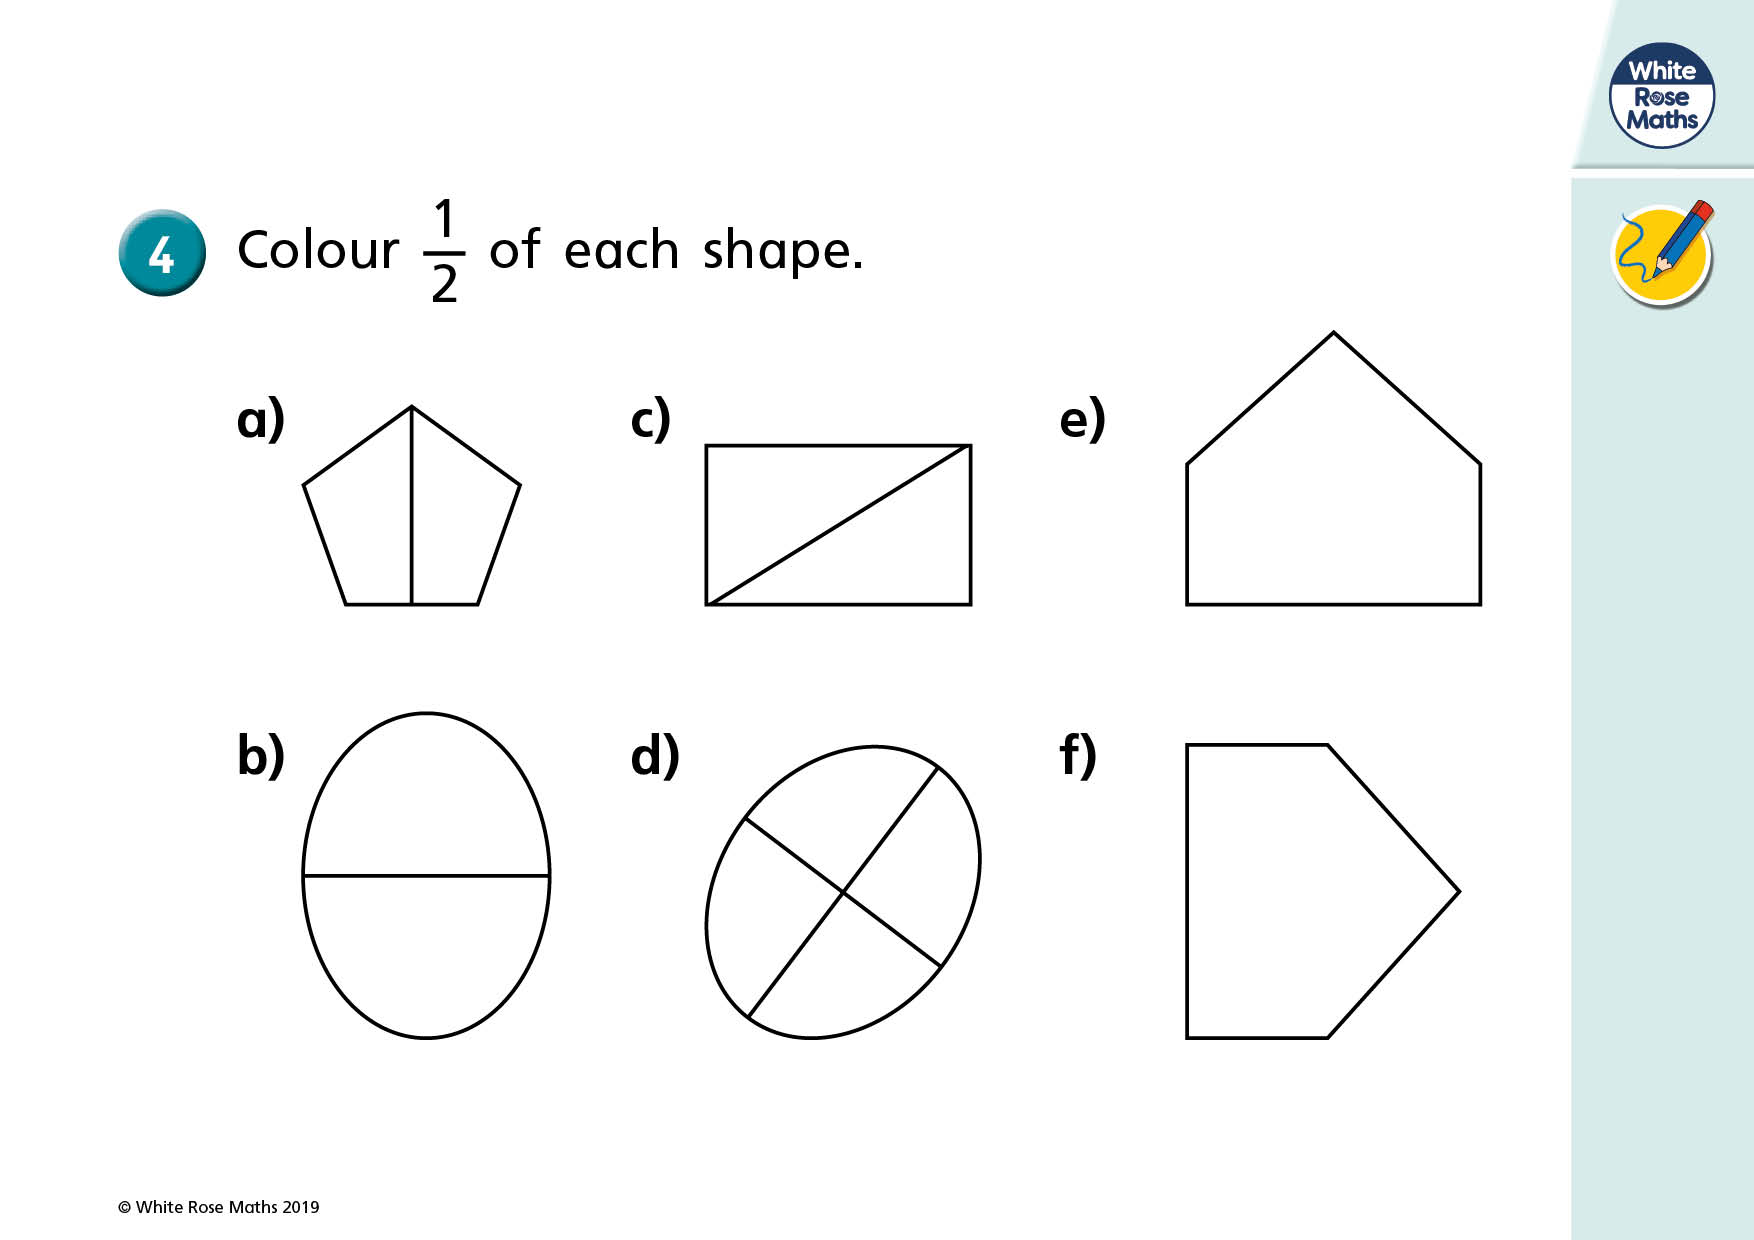 White
Rose
Maths
4 Colour 1/2 of each shape.
a) c) e)
b) d) f)
© White Rose Maths 2019